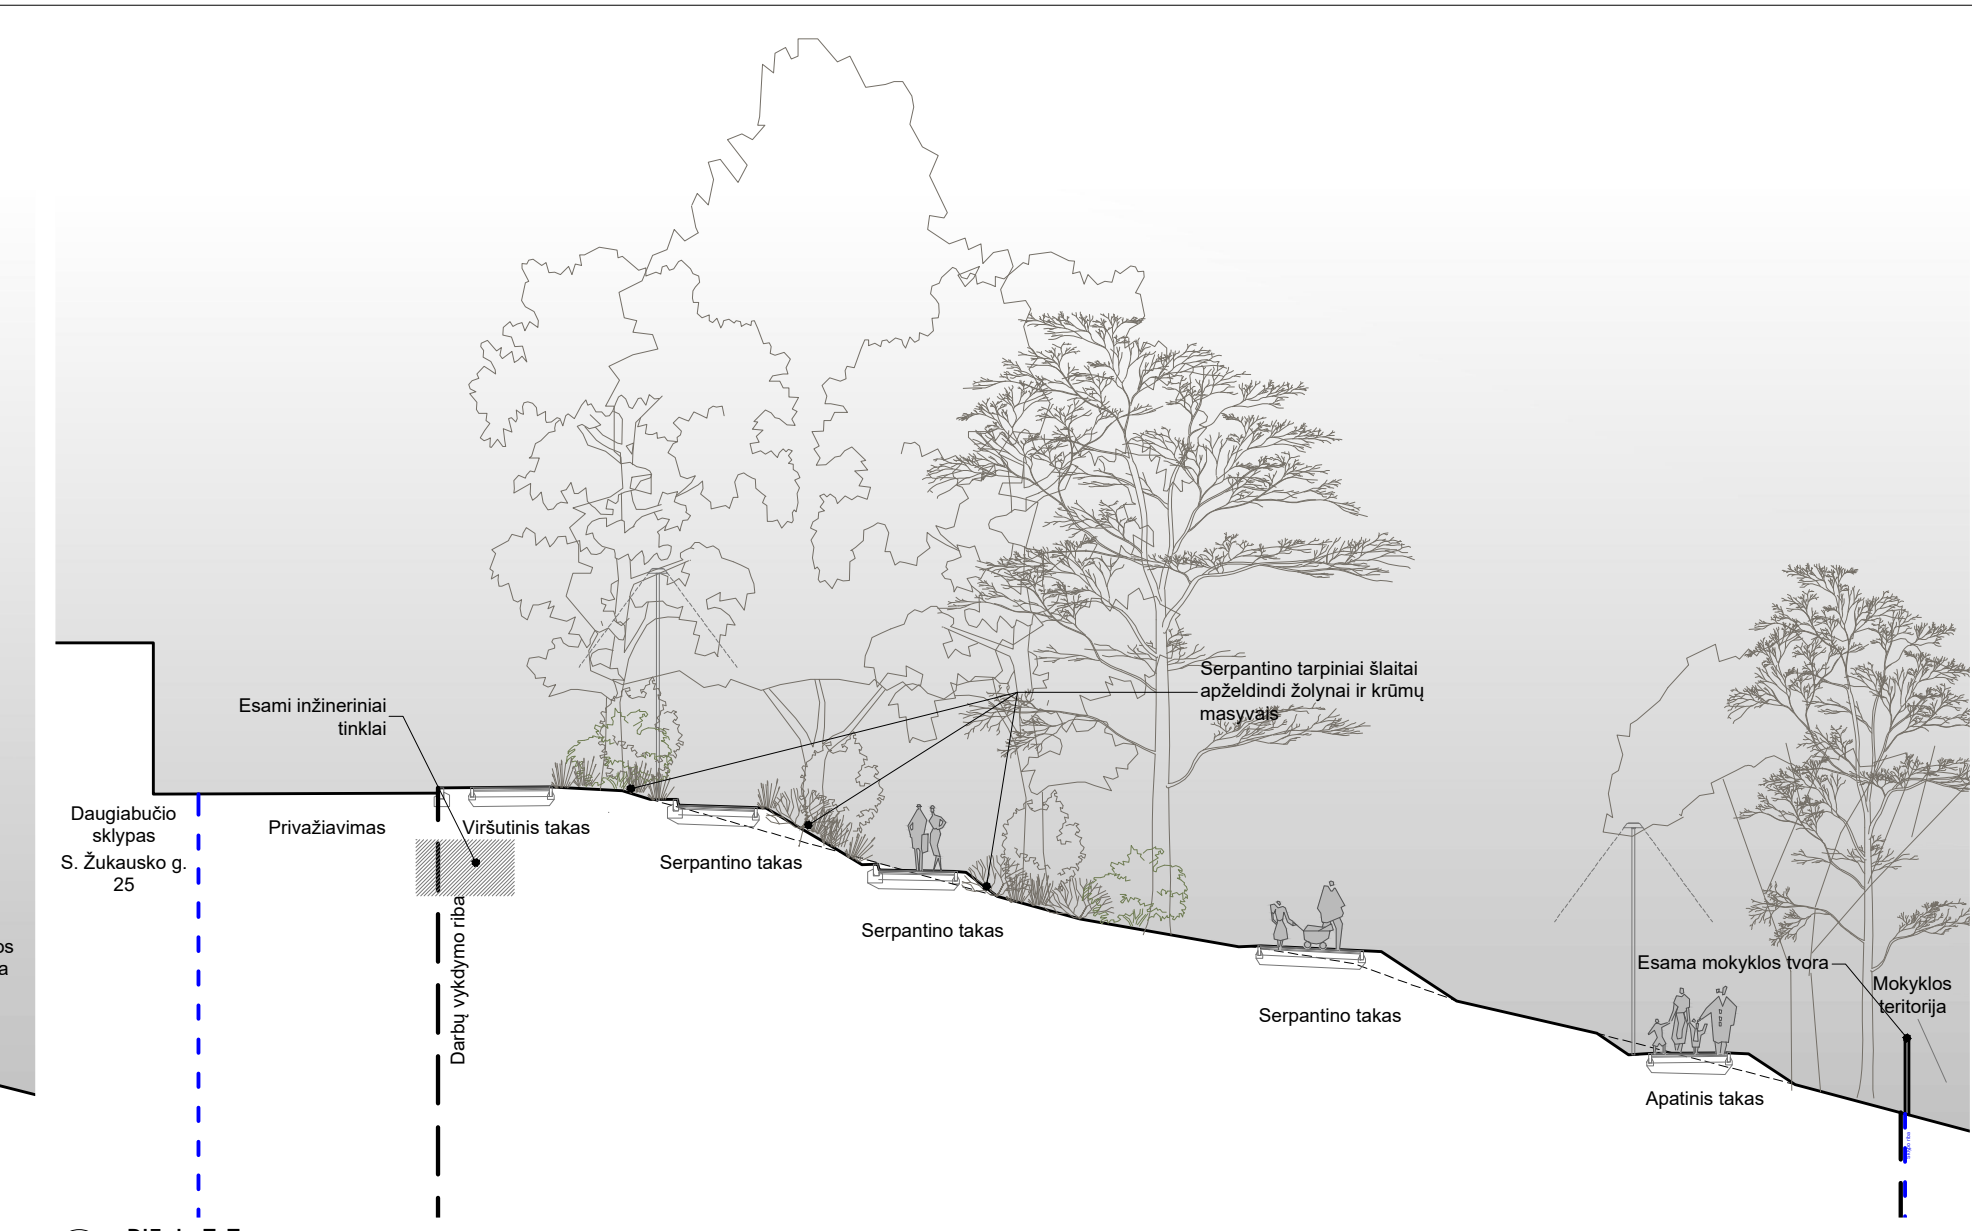 Serpantino tarpiniai šlaitai
apželdindi žolynai ir krūmų
masyvais
Esami inžineriniai
tinklai
Daugiabučio
sklypas
S. Žukausko g.
25
Privažiavimas
Viršutinis takas
Serpantino takas
Darbų vykdymo riba
Serpantino takas
Serpantino takas
Esama mokyklos tvora
Mokyklos
teritorija
Apatinis takas